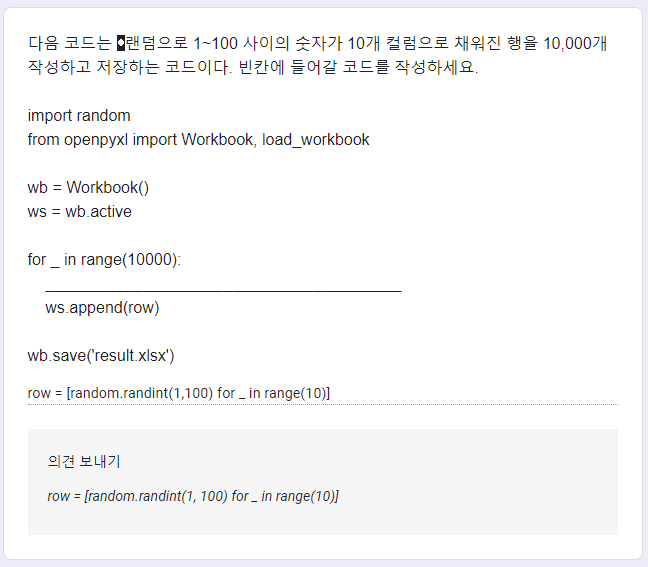 다음 코드는 �랜덤으로 1~100 사이의 숫자가 10개 컬럼으로 채워진 행을 10,000개
작성하고 저장하는 코드이다. 빈칸에 들어갈 코드를 작성하세요.
import random
from openpyxl import Workbook, load_workbook
wb = Workbook()
ws = wb.active
for _ in range(10000):
________________________________________
ws.append(row)
wb.save('result.xlsx')
row = [random.randint(1,100) for _ in range(10)]
의견 보내기
row = [random.randint(1, 100) for _ in range(10)]